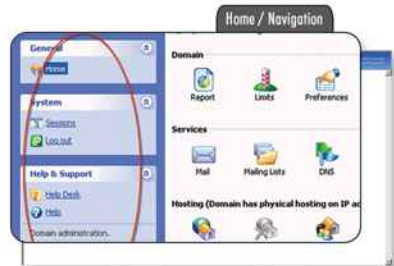 Home / Navigation
General
Home
System
Sessions
Log out
Help & Support
Help Desk
Help
Domain administration.
Domain
Report
Limits
Preferences
Services
Mail
Mailing Lists
DNS
Hosting (Domain has physical hosting on IP